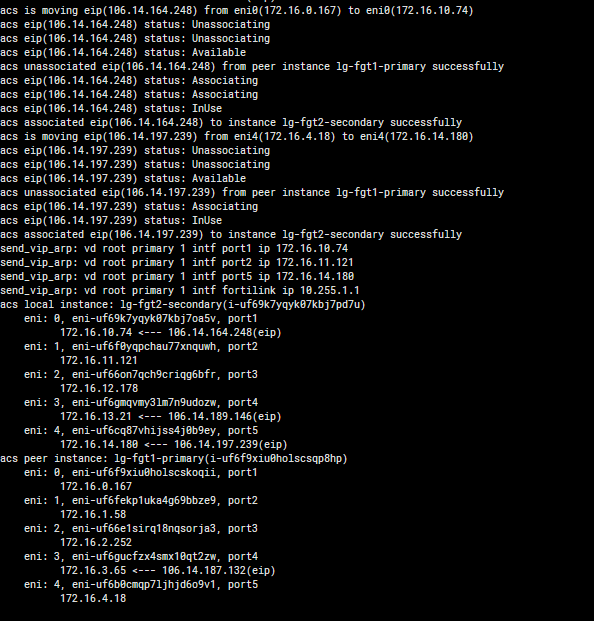 acs is moving eip(106.14.164.248) from eni0(172.16.0.167) to eni0(172.16.10.74)
acs eip(106.14.164.248) status: Unassociating
acs eip(106.14.164.248) status: Unassociating
acs eip(106.14.164.248) status: Available
acs unassociated eip(106.14.164.248) from peer instance lg-fgt1-primary successfully
acs eip(106.14.164.248) status: Associating
acs eip(106.14.164.248) status: Associating
acs eip(106.14.164.248) status: InUse
acs associated eip(106.14.164.248) to instance lg-fgt2-secondary successfully
acs is moving eip(106.14.197.239) from eni4(172.16.4.18) to eni4(172.16.14.180)
acs eip(106.14.197.239) status: Unassociating
acs eip(106.14.197.239) status: Unassociating
acs eip(106.14.197.239) status: Available
acs unassociated eip(106.14.197.239) from peer instance lg-fgt1-primary successfully
acs eip(106.14.197.239) status: Associating
acs eip(106.14.197.239) status: InUse
acs associated eip(106.14.197.239) to instance lg-fgt2-secondary successfully
send_vip_arp: vd root primary 1 intf port1 ip 172.16.10.74
send_vip_arp: vd root primary 1 intf port2 ip 172.16.11.121
send_vip_arp: vd root primary 1 intf port5 ip 172.16.14.180
send_vip_arp: vd root primary 1 intf fortilink ip 10.255.1.1
acs local instance: lg-fgt2-secondary(i-uf69k7yqyk07kbj7pd7u)
eni: 0, eni-uf69k7yqyk07kbj7oa5v, port1
172.16.10.74 <--- 106.14.164.248(eip)
eni: 1, eni-uf6f0yqpchau77xnquwh, port2
172.16.11.121
eni: 2, eni-uf66on7qch9criqg6bfr, port3
172.16.12.178
eni: 3, eni-uf6gmqvmy3lm7n9udozw, port4
172.16.13.21 <--- 106.14.189.146(eip)
eni: 4, eni-uf6cq87vhijss4j0b9ey, port5
172.16.14.180 <--- 106.14.197.239(eip)
acs peer instance: lg-fgt1-primary(i-uf6f9xiu0holscsqp8hp)
eni: 0, eni-uf6f9xiu0holscskoqii, port1
172.16.0.167
eni: 1, eni-uf6fekp1uka4g69bbze9, port2
172.16.1.58
eni: 2, eni-uf66e1sirq18nqsorja3, port3
172.16.2.252
eni: 3, eni-uf6gucfzx4smx10qt2zw, port4
172.16.3.65 <--- 106.14.187.132(eip)
eni: 4, eni-uf6b0cmqp7ljhjd6o9v1, port5
172.16.4.18